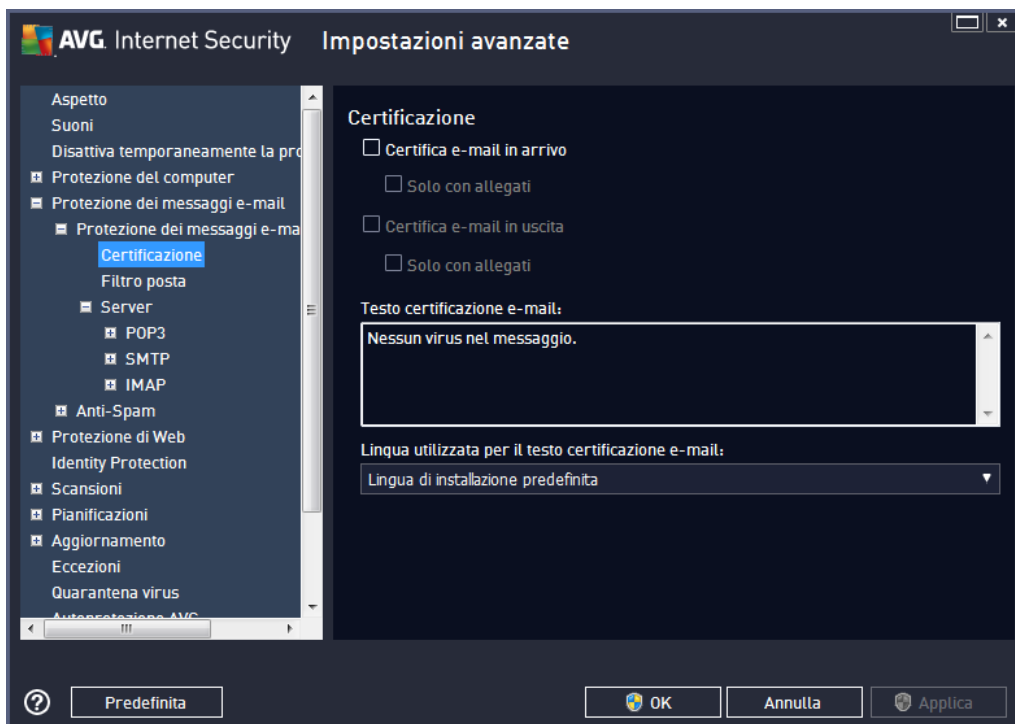 AVG. Internet Security Impostazioni avanzate
Aspetto
Suoni
Disattiva temporaneamente la pro
Protezione del computer
Protezione dei messaggi e-mail
Protezione dei messaggi e-ma
Certificazione
Filtro posta
Server
POP3
SMTP
IMAP
Anti-Spam
Protezione di Web
Identity Protection
Scansioni
Pianificazioni
Aggiornamento
Eccezioni
Quarantena virus
Autoprotezione AVG
Certificazione
Certifica e-mail in arrivo
Solo con allegati
Certifica e-mail in uscita
Solo con allegati
Testo certificazione e-mail:
Nessun virus nel messaggio.
Lingua utilizzata per il testo certificazione e-mail:
Lingua di installazione predefinita
Predefinita
OK
Annulla
Applica